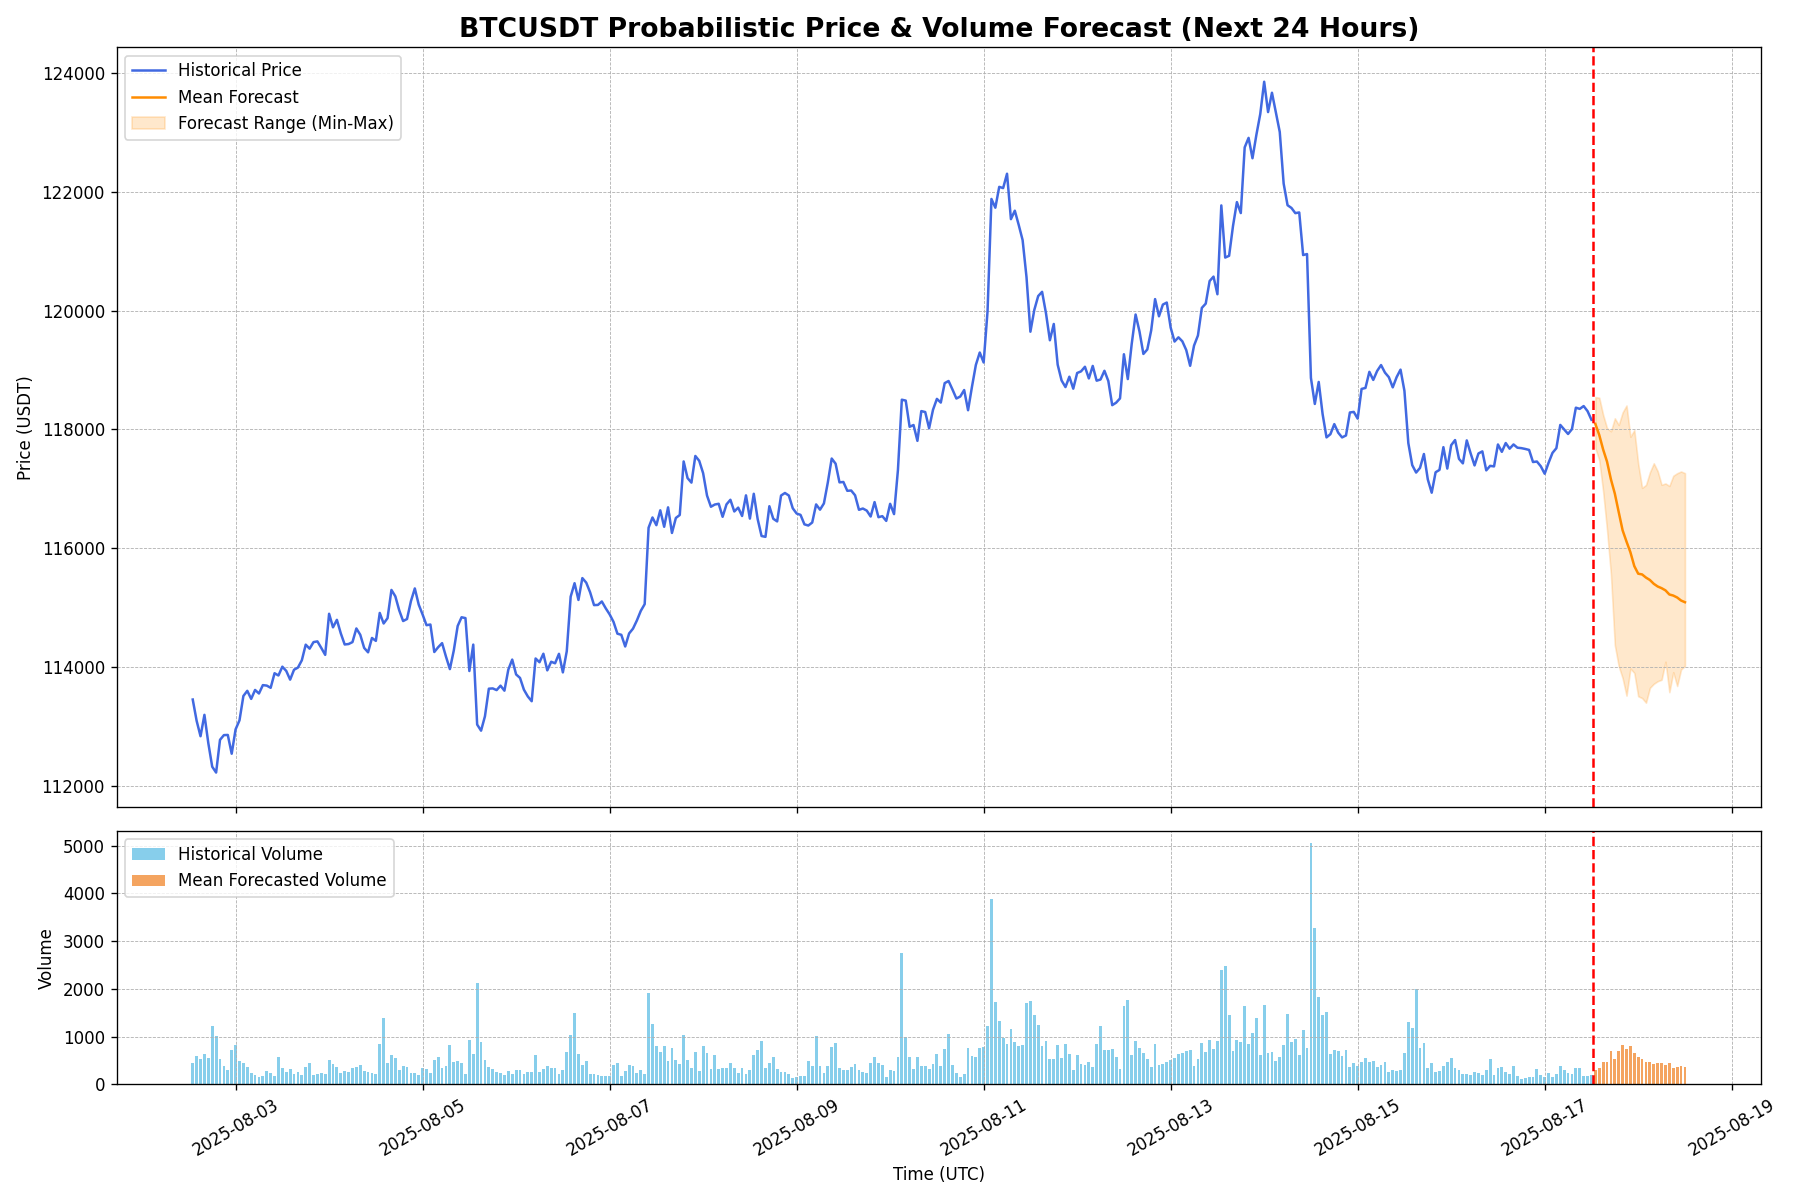 BTCUSDT Probabilistic Price & Volume Forecast (Next 24 Hours)
Historical Price
Mean Forecast
Forecast Range (Min-Max)
Price (USDT)
124000
122000
120000
118000
116000
114000
112000
Historical Volume
Mean Forecasted Volume
Volume
5000
4000
3000
2000
1000
0
2025-08-03
2025-08-05
2025-08-07
2025-08-09
2025-08-11
2025-08-13
2025-08-15
2025-08-17
2025-08-19
Time (UTC)